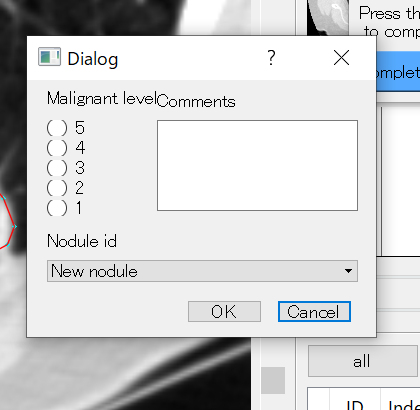 Press th
to comp
omplet
Dialog
?
Malignant level
Comments
5
4
3
2
1
Nodule id
New nodule
OK
Cancel
all
ID
Inde